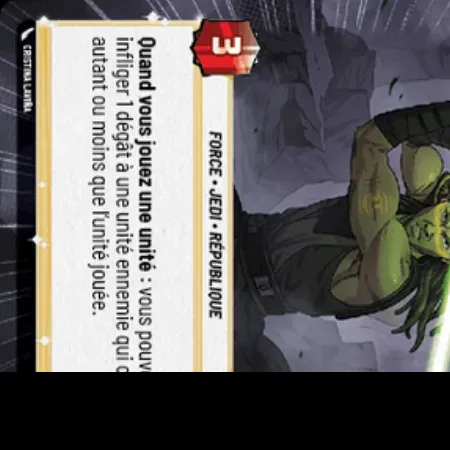 3
FORCE • JEDI • RÉPUBLIQUE
Quand vous jouez une unité : vous
infliger 1 dégât à une unité ennemie qui
autant ou moins que l'unité jouée.
CRISTINA LAVIÑA